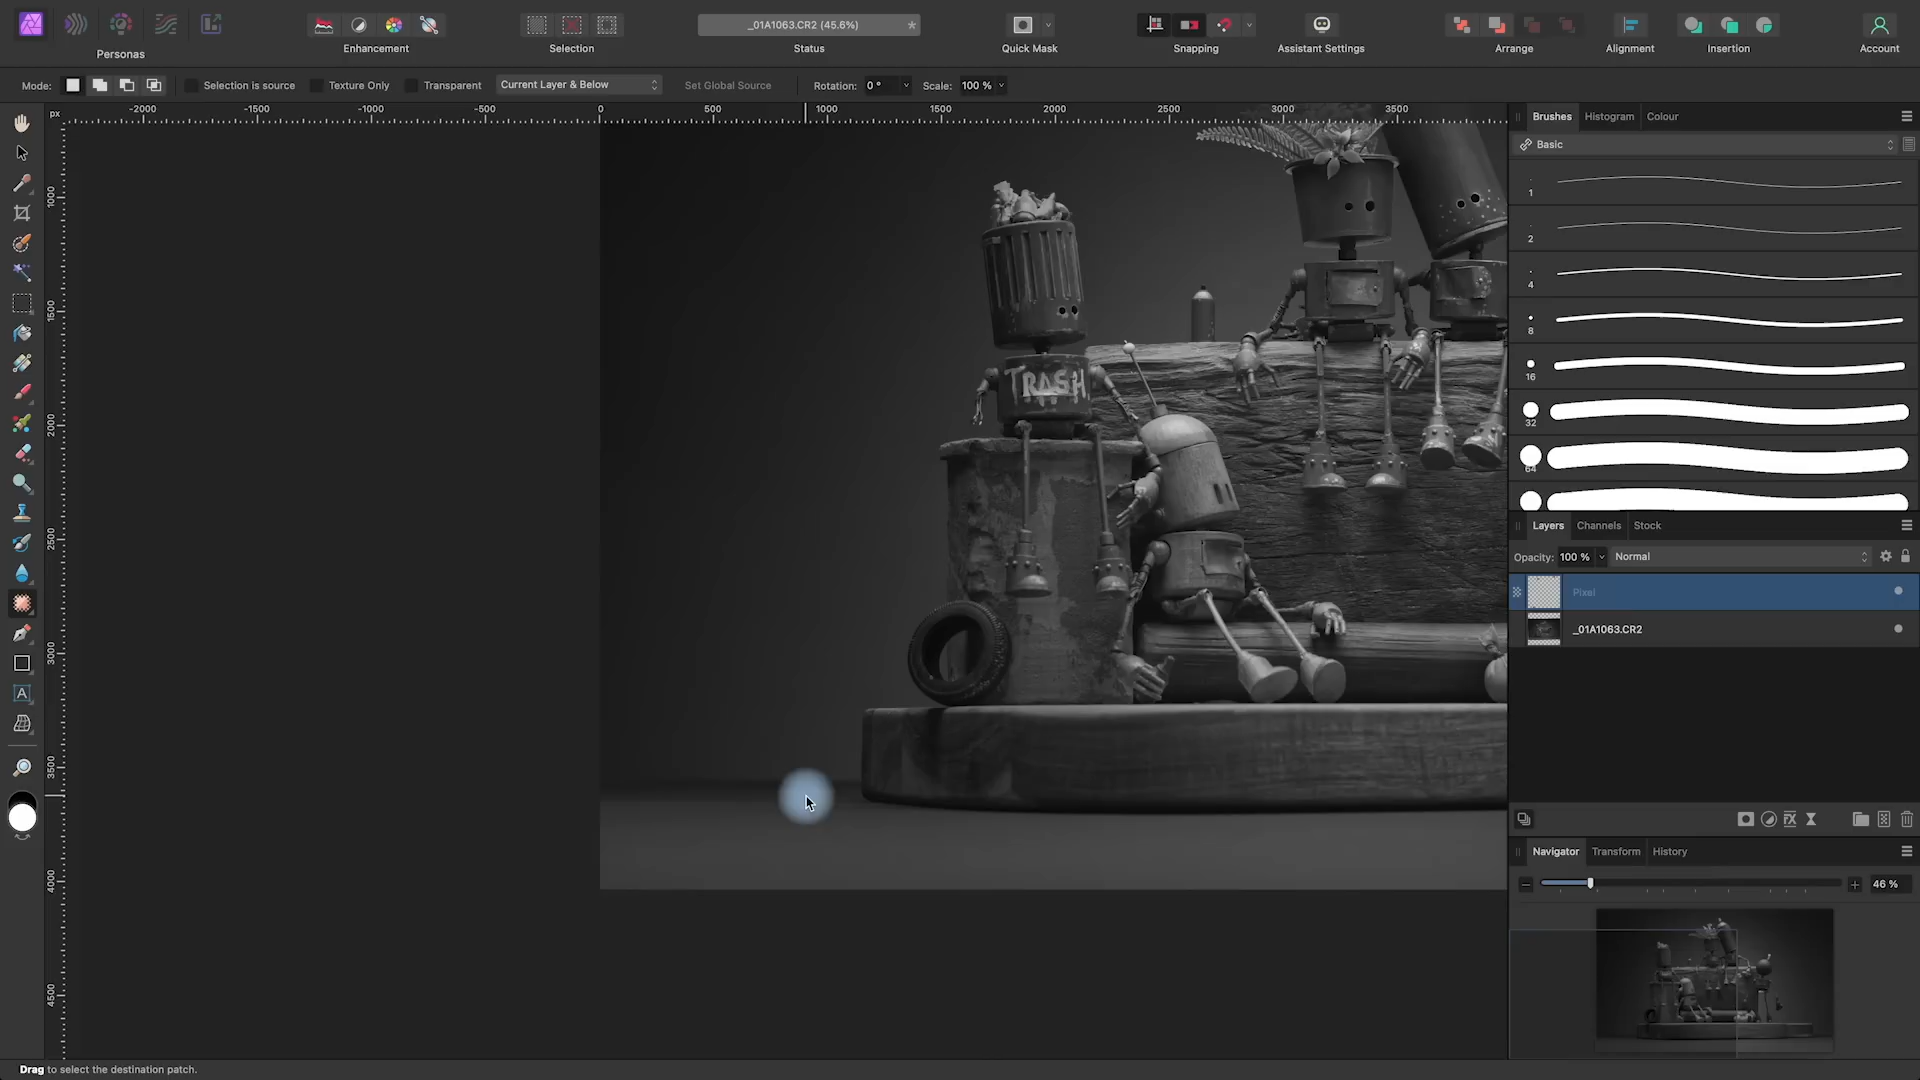 Personas
Enhancement
Selection
_01A1063.CR2 (45.6%)
*
Status
Quick Mask
Snapping
Assistant Settings
Arrange
Alignment
Insertion
Account
Mode:
Selection is source
Texture Only
Transparent
Current Layer & Below
Set Global Source
Rotation: 0 °
Scale: 100 %
px
-2000 -1500 -1000 -500 0 500 1000 1500 2000 2500 3000 3500
1000
1500
2000
2500
3000
3500
4000
4500
TRASH
A
Brushes Histogram Colour
Basic
1
2
4
8
16
32
64
Layers Channels Stock
Opacity: 100 % Normal
Pixel
_01A1063.CR2
Navigator Transform History
46 %
Drag to select the destination patch.